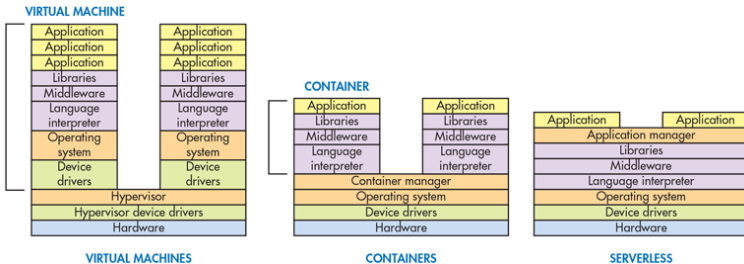 VIRTUAL MACHINE
Application
Application
Application
Libraries
Middleware
Language
interpreter
Operating
system
Device
drivers
Application
Application
Application
Libraries
Middleware
Language
interpreter
Operating
system
Device
drivers
Hypervisor
Hypervisor device drivers
Hardware
VIRTUAL MACHINES
CONTAINER
Application
Libraries
Middleware
Language
interpreter
Application
Libraries
Middleware
Language
interpreter
Container manager
Operating system
Device drivers
Hardware
CONTAINERS
Application
Application
Application manager
Libraries
Middleware
Language interpreter
Operating system
Device drivers
Hardware
SERVERLESS